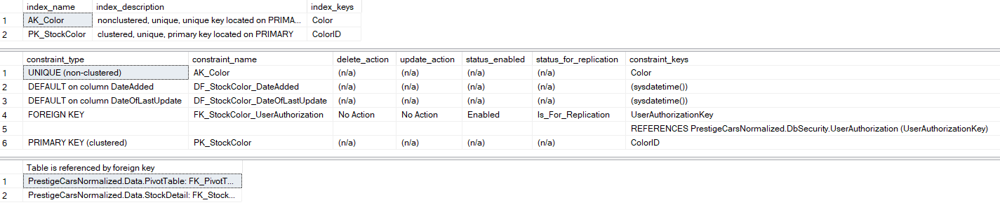 index_name index_description index_keys
1 AK_Color nonclustered, unique, unique key located on PRIMA... Color
2 PK_StockColor clustered, unique, primary key located on PRIMARY ColorID
constraint_type constraint_name delete_action update_action status_enabled status_for_replication constraint_keys
1 UNIQUE (non-clustered) AK_Color (n/a) (n/a) (n/a) (n/a) Color
2 DEFAULT on column DateAdded DF_StockColor_DateAdded (n/a) (n/a) (n/a) (n/a) (sysdatetime())
3 DEFAULT on column DateOfLastUpdate DF_StockColor_DateOfLastUpdate (n/a) (n/a) (n/a) (n/a) (sysdatetime())
4 FOREIGN KEY FK_StockColor_UserAuthorization No Action No Action Enabled Is_For_Replication UserAuthorizationKey
5 REFERENCES PrestigeCarsNormalized.DbSecurity.UserAuthorization (UserAuthorizationKey)
6 PRIMARY KEY (clustered) PK_StockColor (n/a) (n/a) (n/a) (n/a) ColorID
Table is referenced by foreign key
1 PrestigeCarsNormalized.Data.PivotTable: FK_PivotT...
2 PrestigeCarsNormalized.Data.StockDetail: FK_Stock...